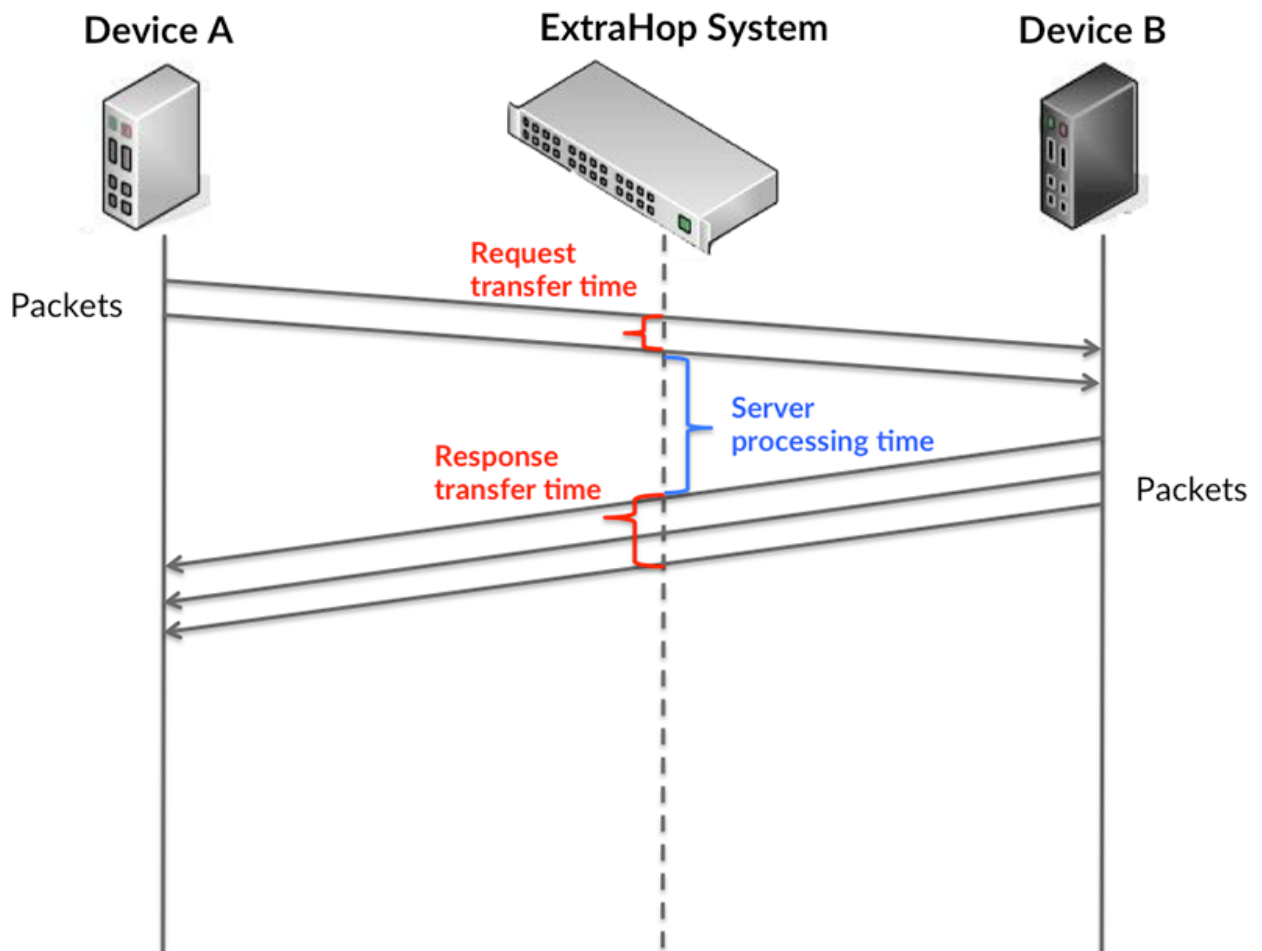 Device A
ExtraHop System
Device B
Request
transfer time
Packets
Server
processing time
Response
transfer time
Packets